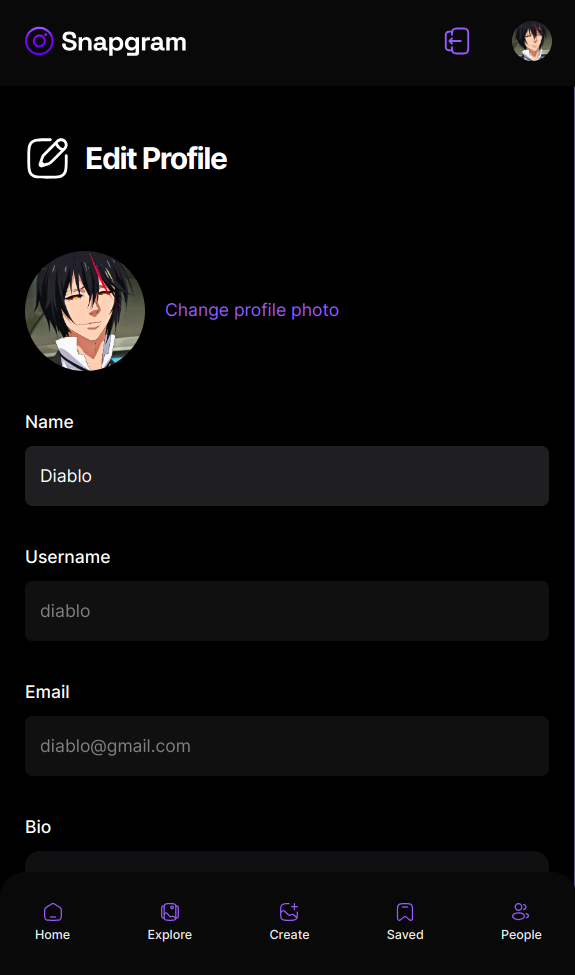 Snapgram
Edit Profile
Change profile photo
Name
Diablo
Username
diablo
Email
diablo@gmail.com
Bio
Home Explore Create Saved People